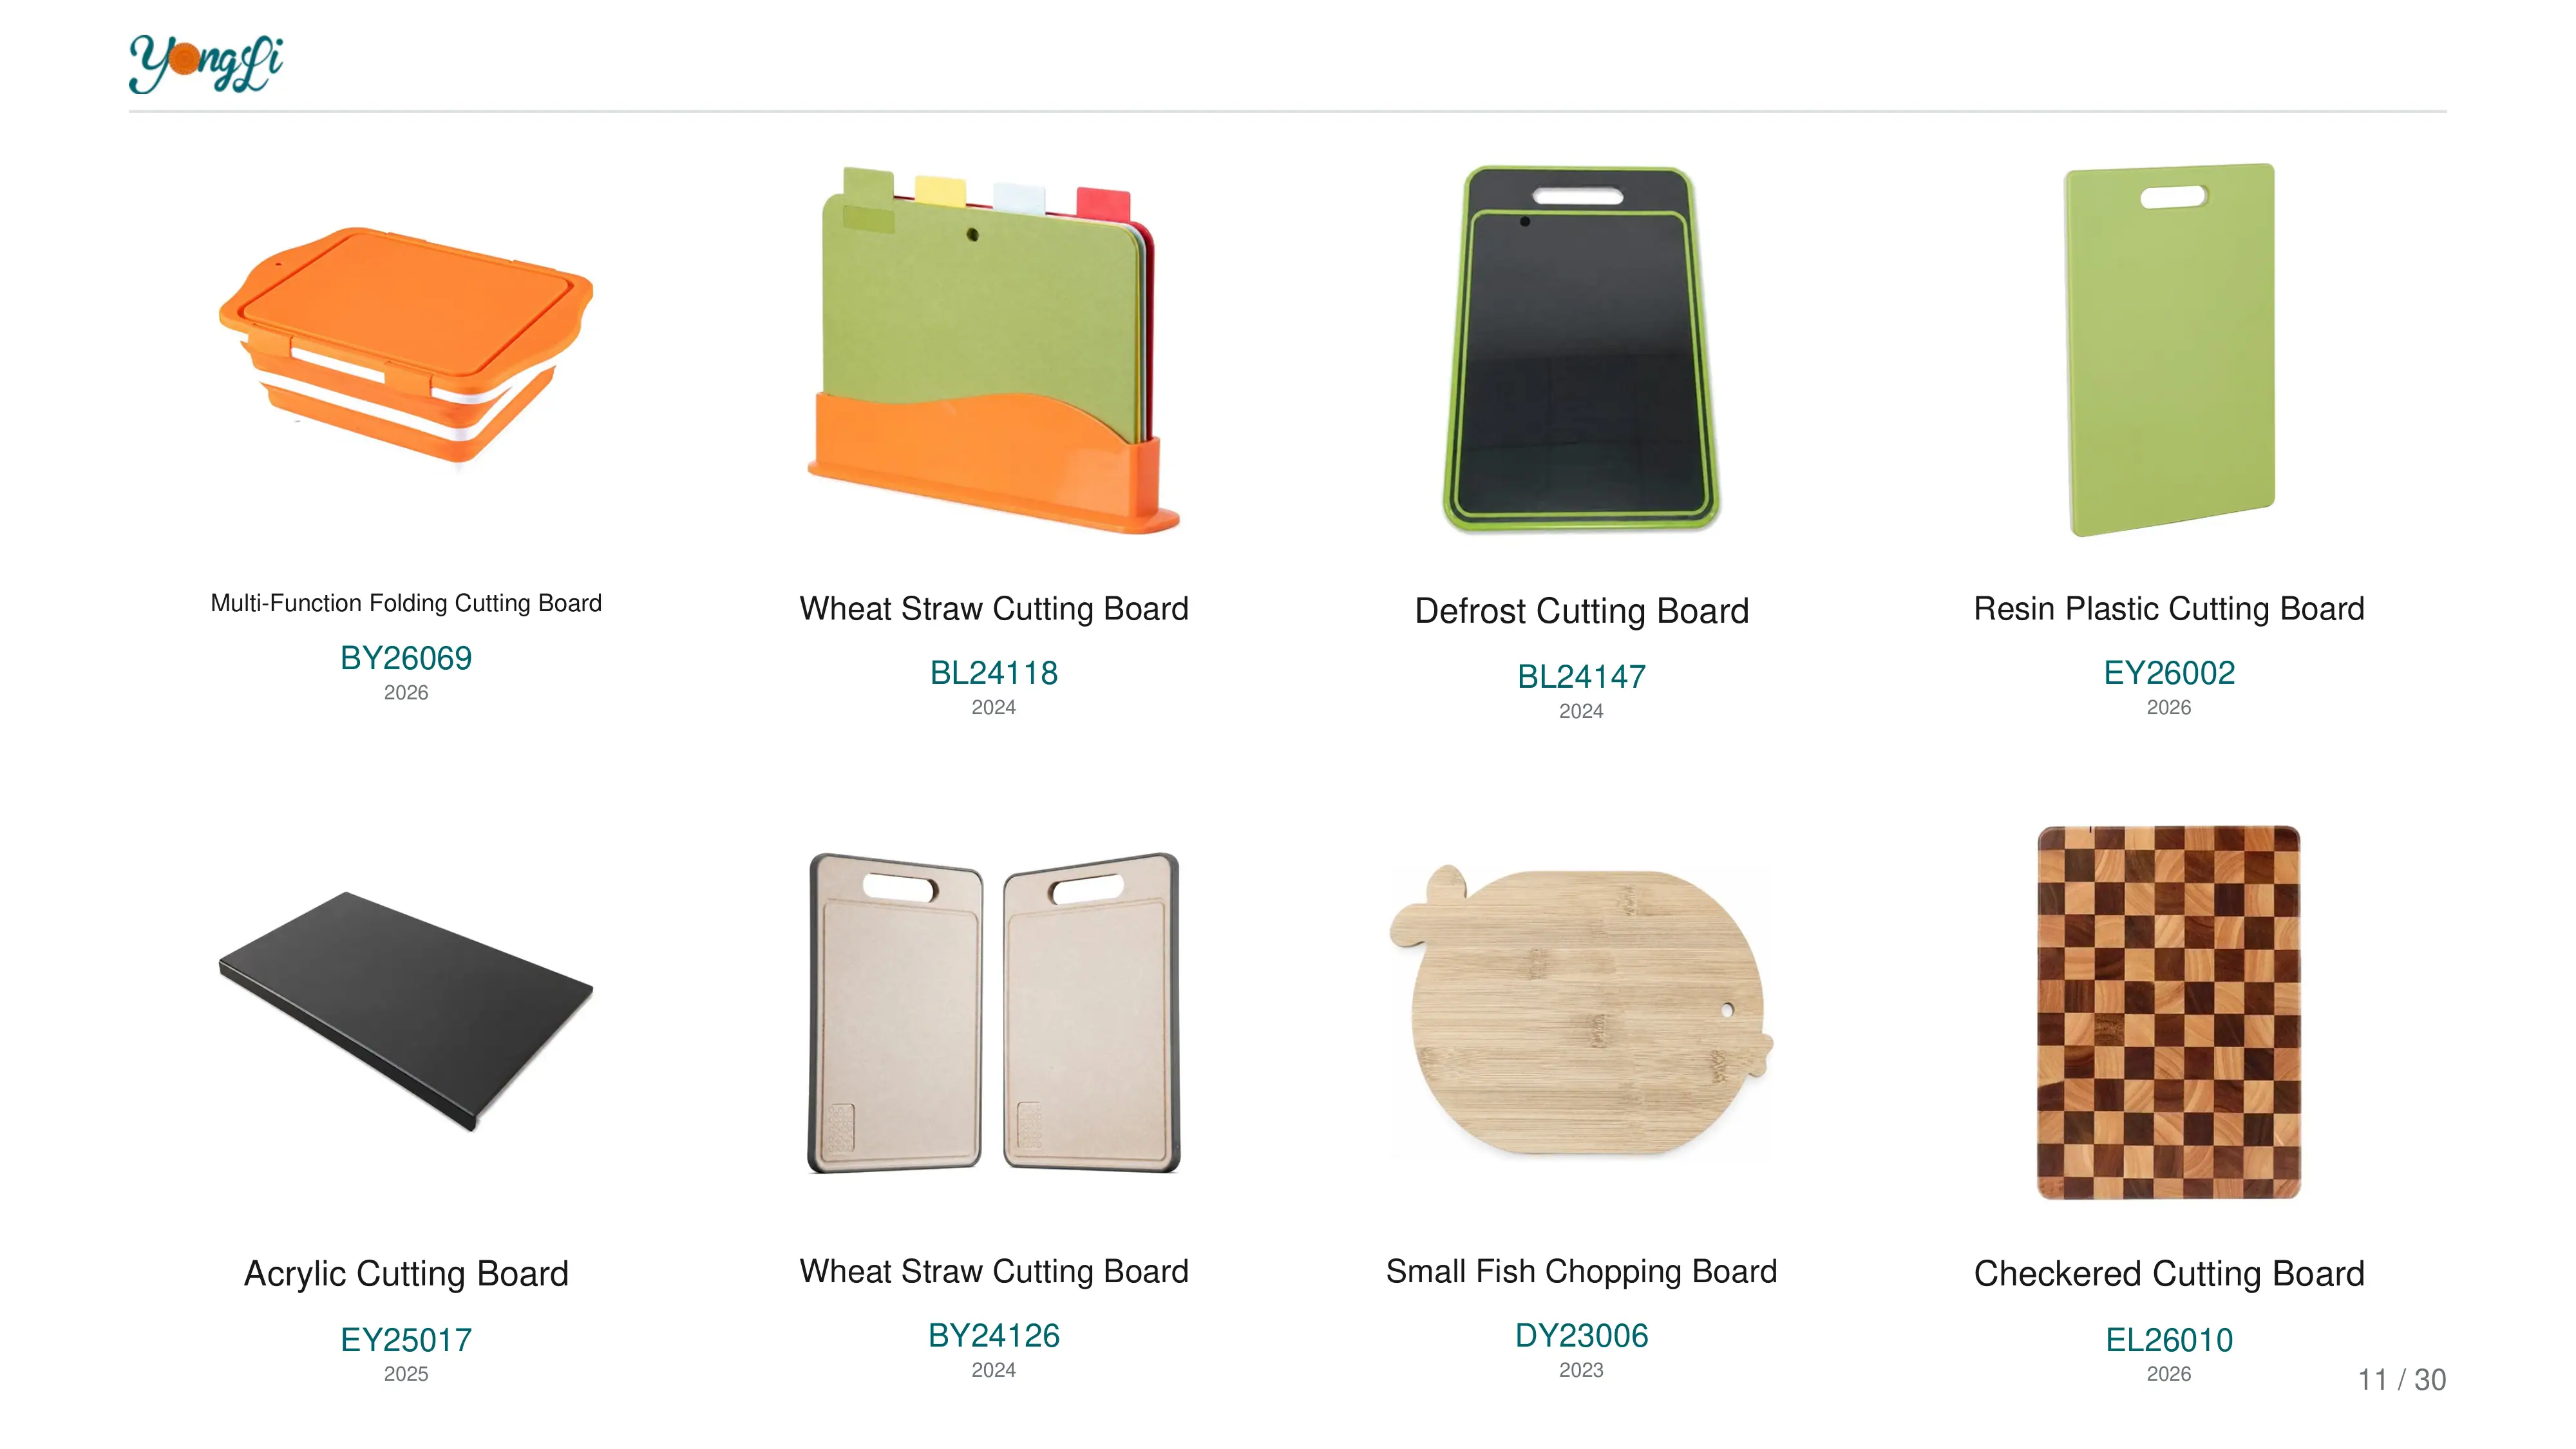 YongLi
Multi-Function Folding Cutting Board
BY26069
2026
Wheat Straw Cutting Board
BL24118
2024
Defrost Cutting Board
BL24147
2024
Resin Plastic Cutting Board
EY26002
2026
Acrylic Cutting Board
EY25017
2025
Wheat Straw Cutting Board
BY24126
2024
Small Fish Chopping Board
DY23006
2023
Checkered Cutting Board
EL26010
2026
11 / 30